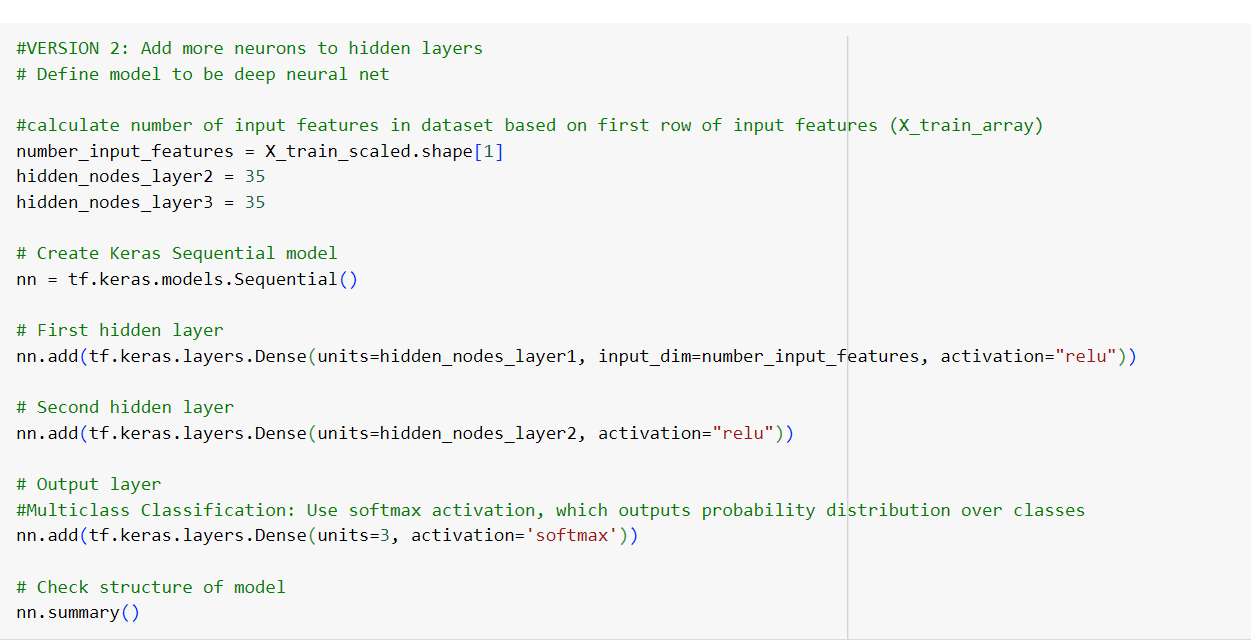 #VERSION 2: Add more neurons to hidden layers
# Define model to be deep neural net
#calculate number of input features in dataset based on first row of input features (X_train_array)
number_input_features = X_train_scaled.shape[1]
hidden_nodes_layer2 = 35
hidden_nodes_layer3 = 35
# Create Keras Sequential model
nn = tf.keras.models.Sequential()
# First hidden layer
nn.add(tf.keras.layers.Dense(units=hidden_nodes_layer1, input_dim=number_input_features, activation="relu"))
# Second hidden layer
nn.add(tf.keras.layers.Dense(units=hidden_nodes_layer2, activation="relu"))
# Output layer
#Multiclass Classification: Use softmax activation, which outputs probability distribution over classes
nn.add(tf.keras.layers.Dense(units=3, activation='softmax'))
# Check structure of model
nn.summary()